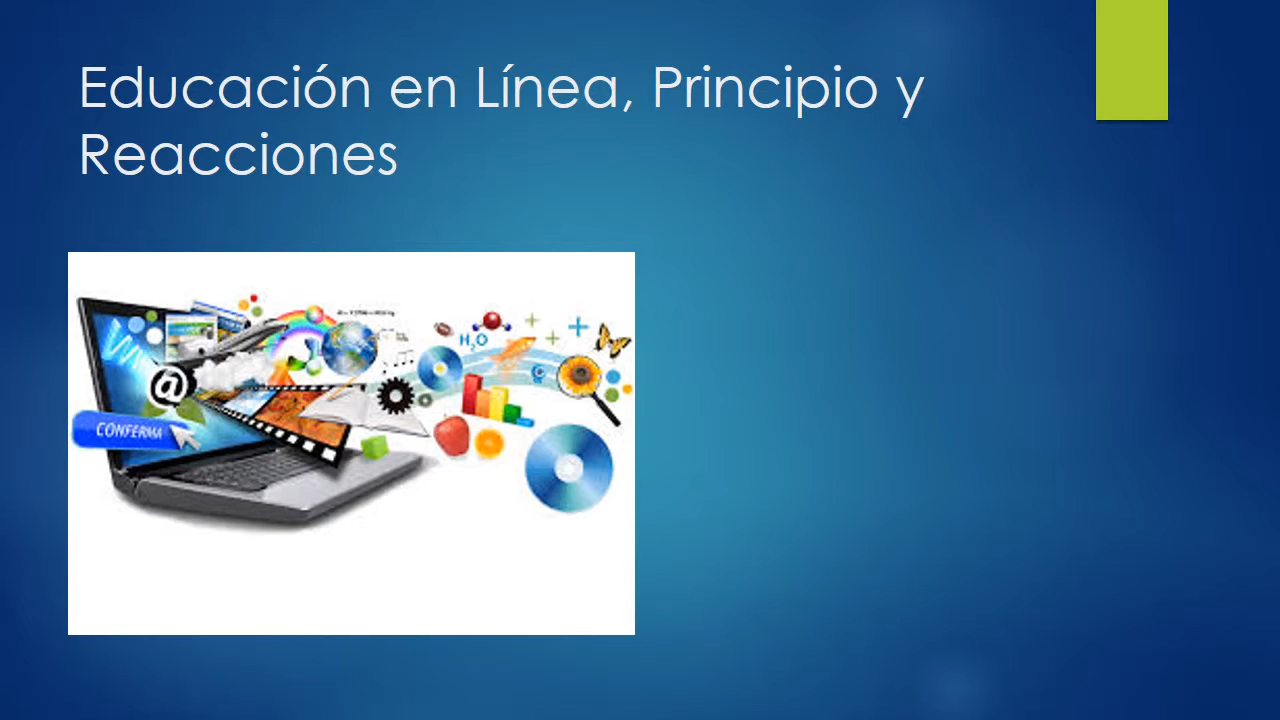 Educación en Línea, Principio y
Reacciones
H₂O
@
CONFERMA